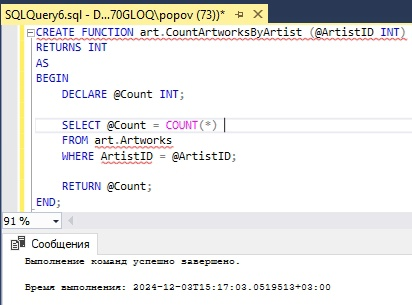 SQLQuery6.sql - D...70GLOQ\popov (73))*
CREATE FUNCTION art.CountArtworksByArtist (@ArtistID INT)
RETURNS INT
AS
BEGIN
DECLARE @Count INT;
SELECT @Count = COUNT(*)
FROM art.Artworks
WHERE ArtistID = @ArtistID;
RETURN @Count;
END;
91 %
Сообщения
Выполнение команд успешно завершено.
Время выполнения: 2024-12-03T15:17:03.0519513+03:00